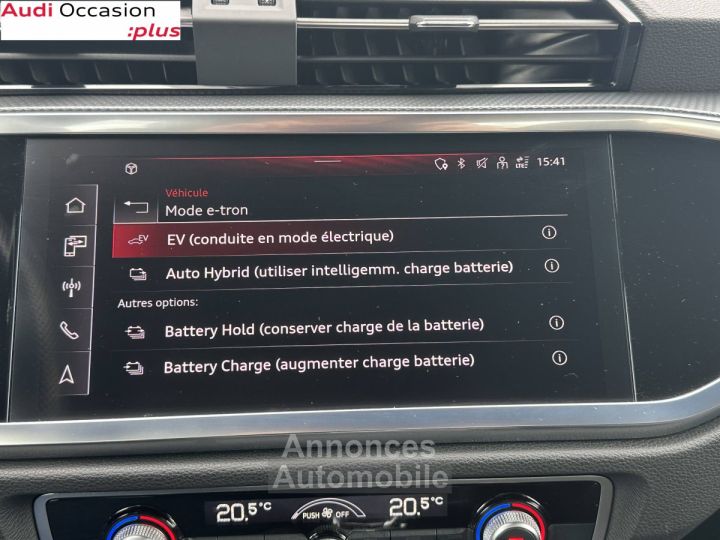 Audi Occasion
:plus
15:41
Véhicule
Mode e-tron
EV
EV (conduite en mode électrique)
Auto Hybrid (utiliser intelligemm. charge batterie)
Autres options:
Battery Hold (conserver charge de la batterie)
Battery Charge (augmenter charge batterie)
Annonces
Automobile
20.5°C
PUSH OFF
20.5°C